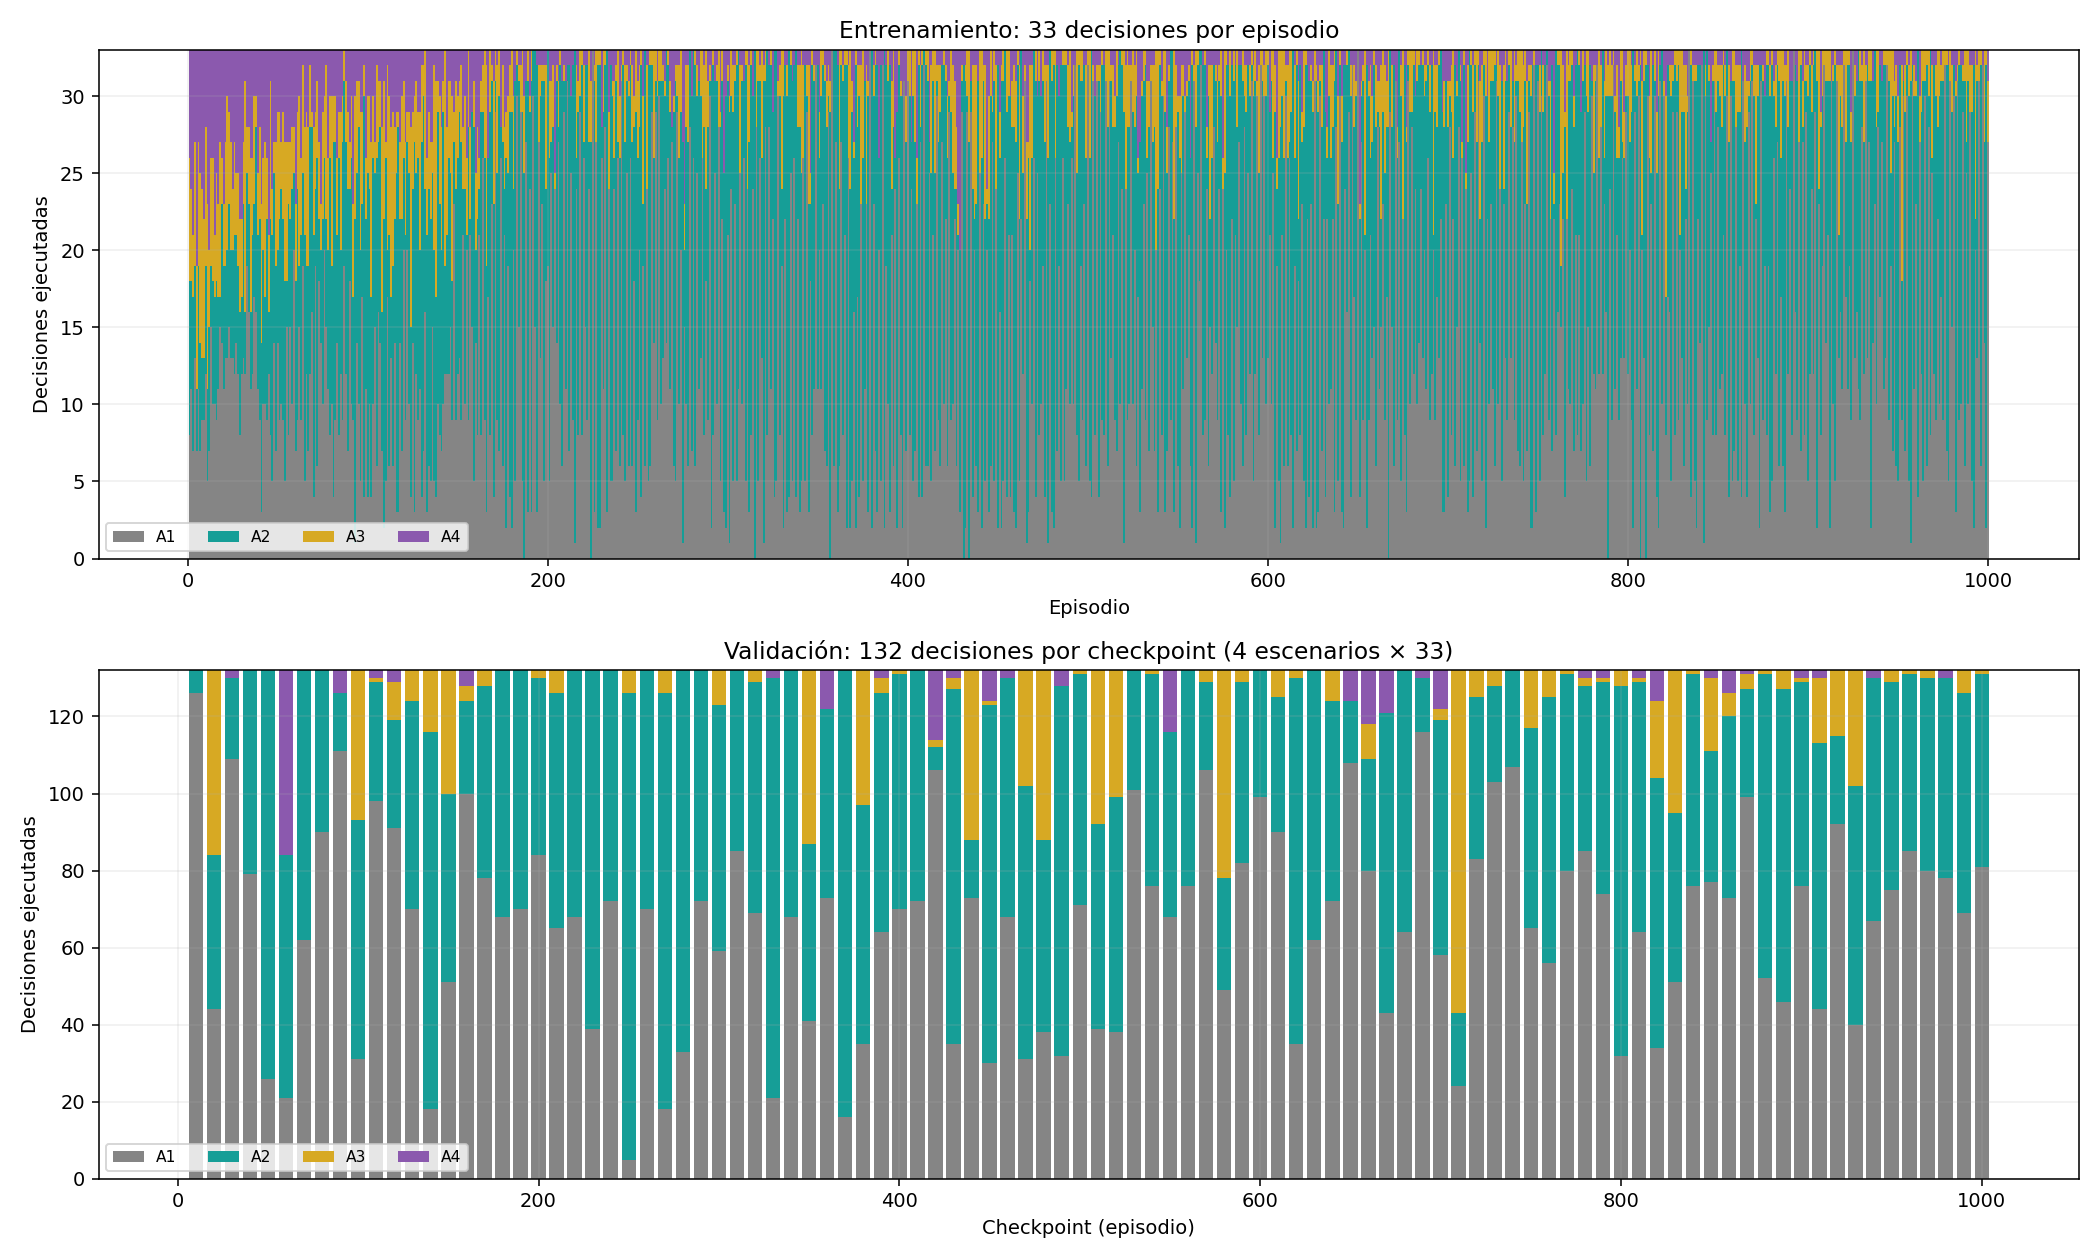 Entrenamiento: 33 decisiones por episodio
Decisiones ejecutadas
30
25
20
15
10
5
0
A1 A2 A3 A4
0 200 400 600 800 1000
Episodio
Validación: 132 decisiones por checkpoint (4 escenarios × 33)
Decisiones ejecutadas
120
100
80
60
40
20
0
A1 A2 A3 A4
0 200 400 600 800 1000
Checkpoint (episodio)